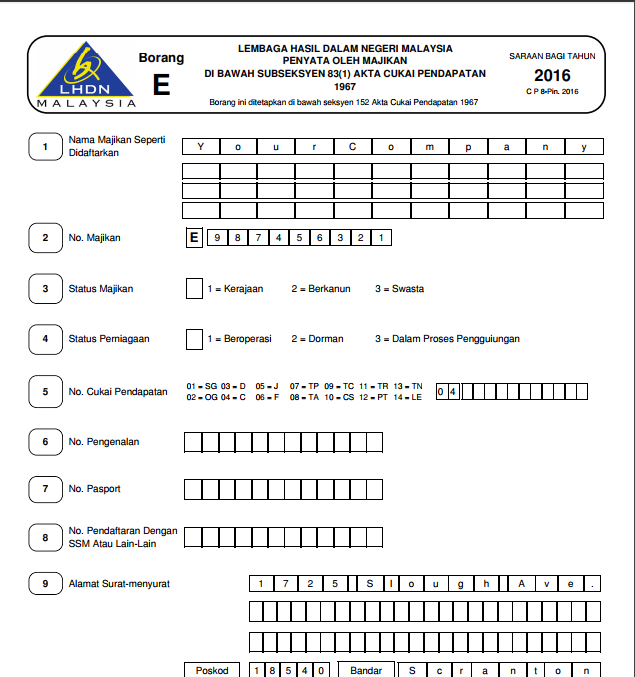 LEMBAGA HASIL DALAM NEGERI MALAYSIA
PENYATA OLEH MAJIKAN
DI BAWAH SUBSEKSYEN 83(1) AKTA CUKAI PENDAPATAN
1967
Borang ini ditetapkan di bawah seksyen 152 Akta Cukai Pendapatan 1967
LHDN
MALAYSIA
Borang
E
SARAAN BAGI TAHUN
2016
C P 8•Pin. 2016
1 Nama Majikan Seperti
Didaftarkan
Y o u r C o m p a n y
2 No. Majikan E 9 8 7 4 5 6 3 2 1
3 Status Majikan 1 = Kerajaan 2 = Berkanun 3 = Swasta
4 Status Perniagaan 1 = Beroperasi 2 = Dorman 3 = Dalam Proses Penggulungan
5 No. Cukai Pendapatan
01 = SG 03 = D 05 = J 07 = TP 09 = TC 11 = TR 13 = TN
02 = OG 04 = C 06 = F 08 = TA 10 = CS 12 = PT 14 = LE
0 4
6 No. Pengenalan
7 No. Pasport
8 No. Pendaftaran Dengan
SSM Atau Lain-Lain
9 Alamat Surat-menyurat
1 7 2 5 S l o u g h A v e .
Poskod 1 8 5 4 0 Bandar S c r a n t o n